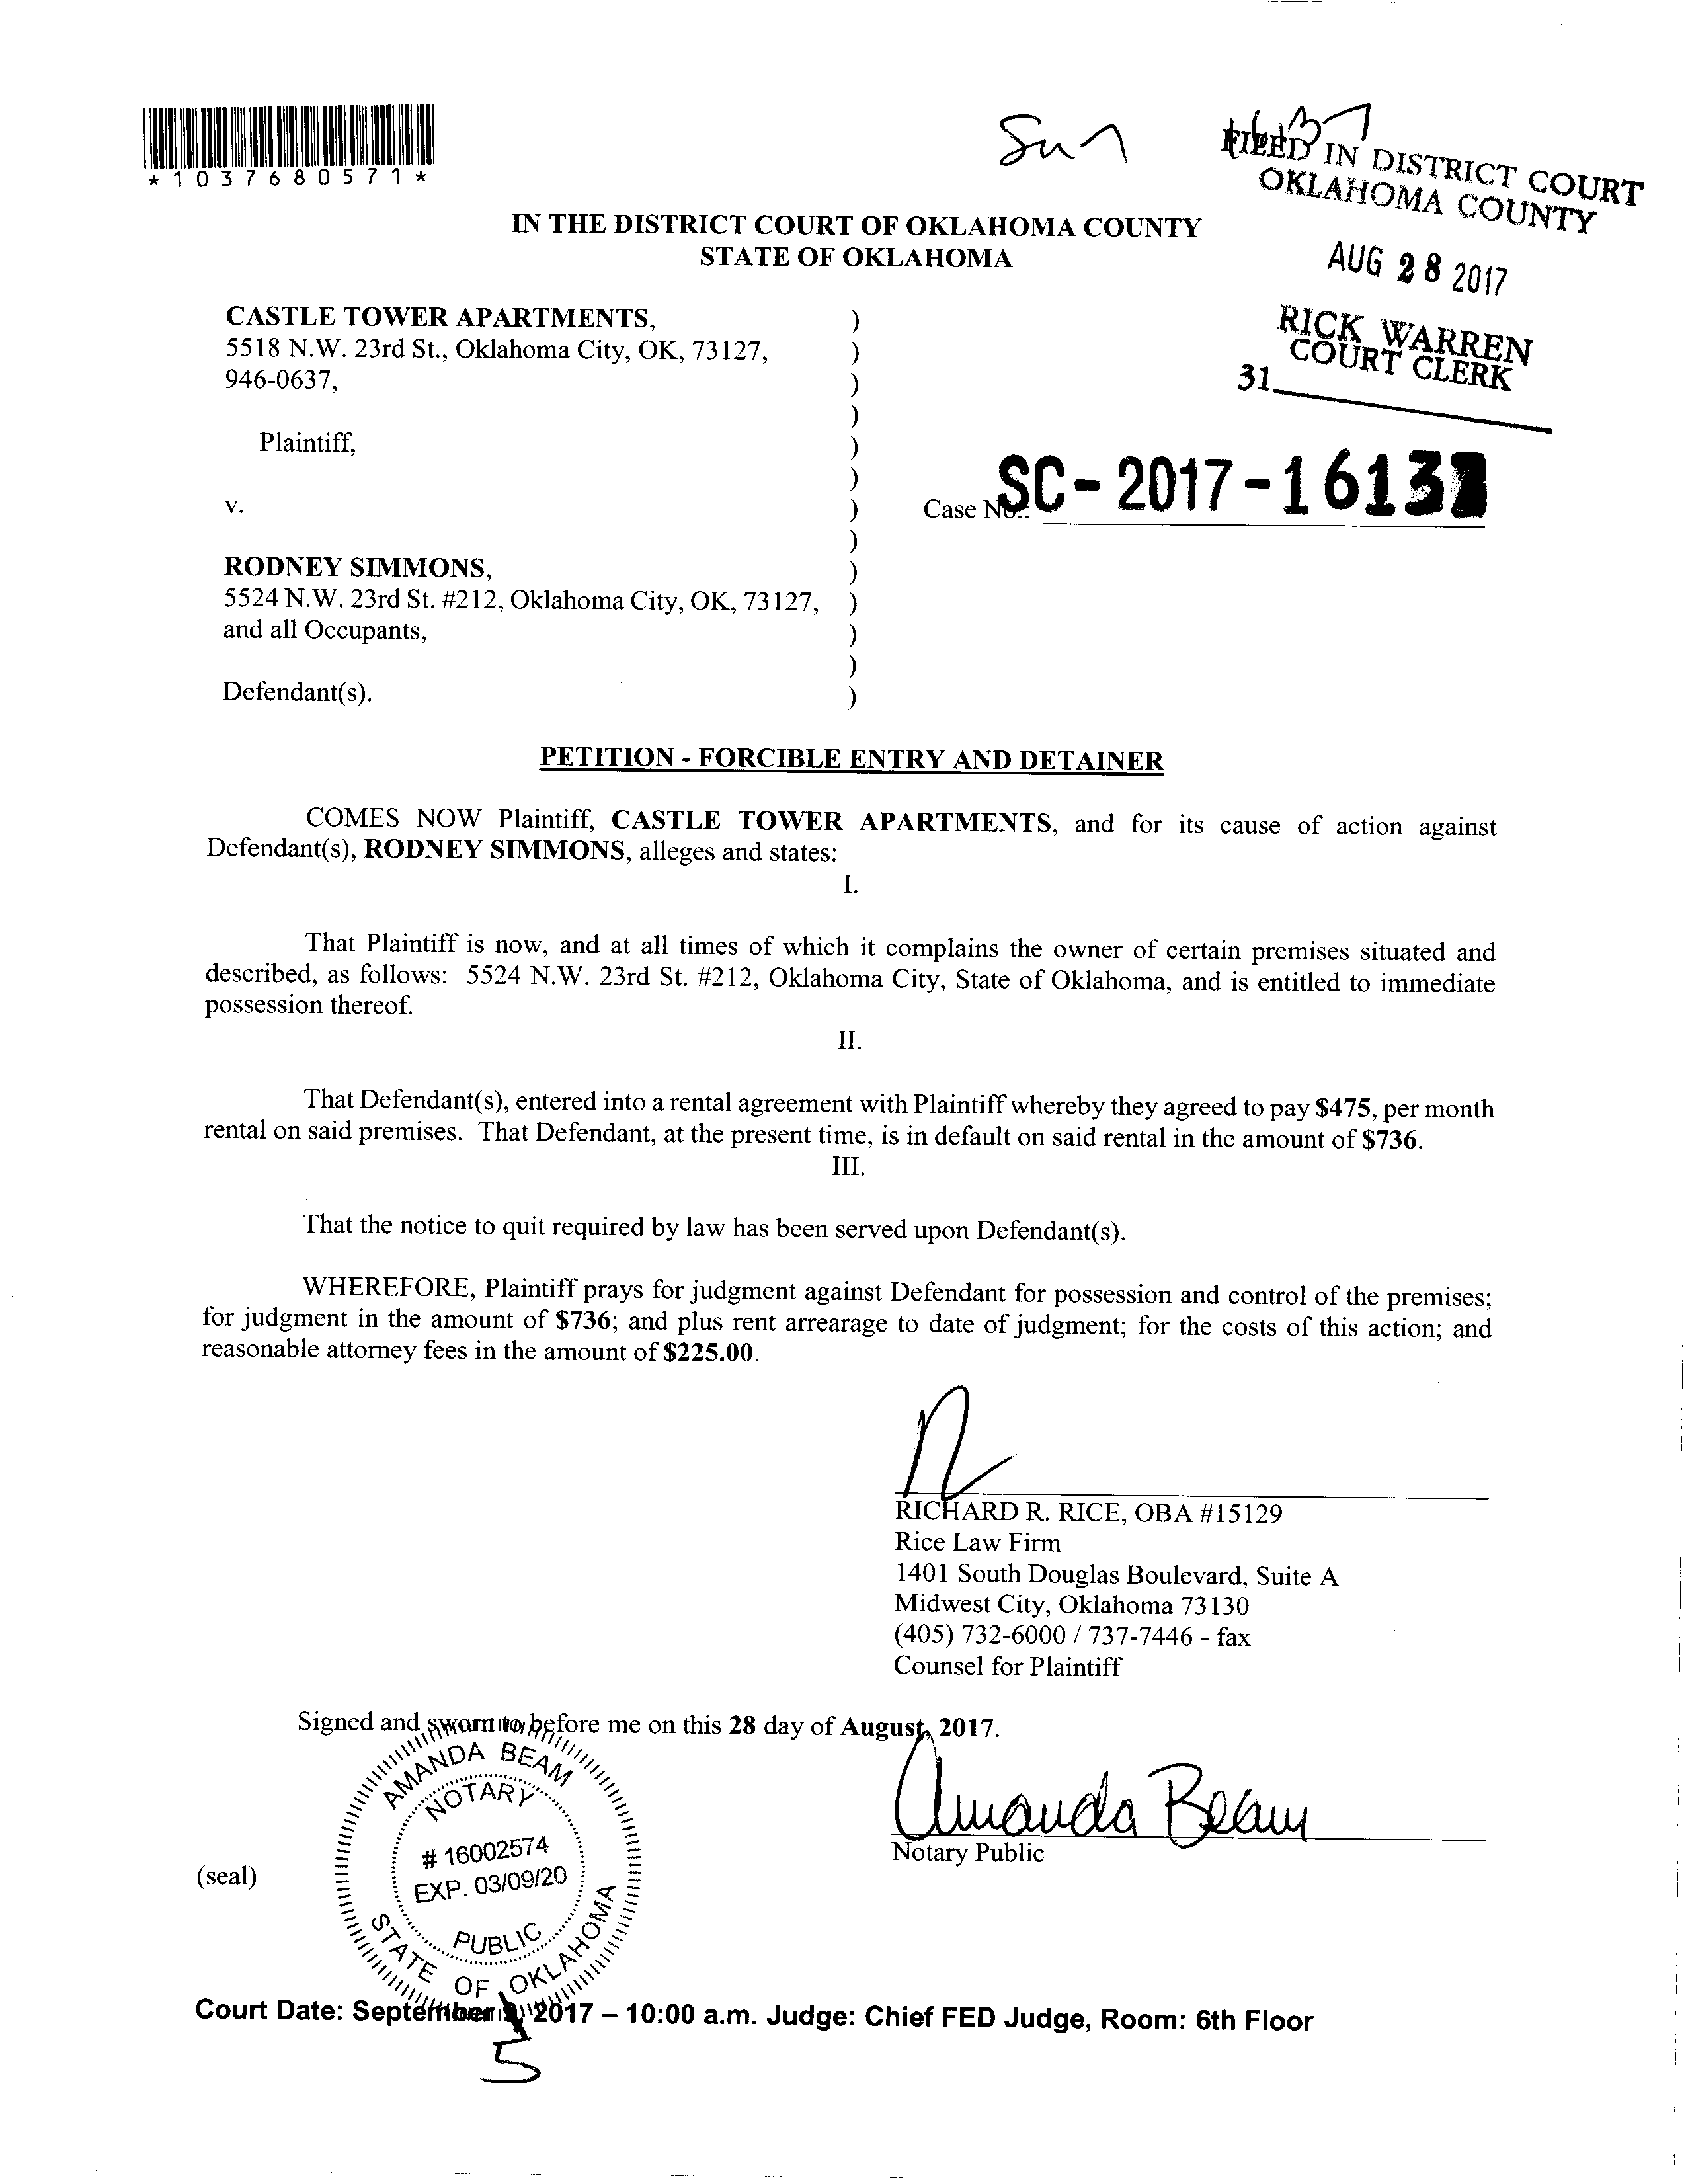 *1037680571*
FILED IN DISTRICT COURT
OKLAHOMA COUNTY
AUG 28 2017
RICK WARREN
COURT CLERK
31
IN THE DISTRICT COURT OF OKLAHOMA COUNTY
STATE OF OKLAHOMA
CASTLE TOWER APARTMENTS, )
5518 N.W. 23rd St., Oklahoma City, OK, 73127, )
946-0637, )
)
Plaintiff, )
)
v. )
Case No.: SC-2017-1613
)
RODNEY SIMMONS, )
5524 N.W. 23rd St. #212, Oklahoma City, OK, 73127, )
and all Occupants, )
)
Defendant(s). )
PETITION - FORCIBLE ENTRY AND DETAINER
COMES NOW Plaintiff, CASTLE TOWER APARTMENTS, and for its cause of action against
Defendant(s), RODNEY SIMMONS, alleges and states:
I.
That Plaintiff is now, and at all times of which it complains the owner of certain premises situated and
described, as follows: 5524 N.W. 23rd St. #212, Oklahoma City, State of Oklahoma, and is entitled to immediate
possession thereof.
II.
That Defendant(s), entered into a rental agreement with Plaintiff whereby they agreed to pay $475, per month
rental on said premises. That Defendant, at the present time, is in default on said rental in the amount of $736.
III.
That the notice to quit required by law has been served upon Defendant(s).
WHEREFORE, Plaintiff prays for judgment against Defendant for possession and control of the premises;
for judgment in the amount of $736; and plus rent arrearage to date of judgment; for the costs of this action; and
reasonable attorney fees in the amount of $225.00.
RICHARD R. RICE, OBA #15129
Rice Law Firm
1401 South Douglas Boulevard, Suite A
Midwest City, Oklahoma 73130
(405) 732-6000 / 737-7446 - fax
Counsel for Plaintiff
Signed and sworn to before me on this 28 day of August, 2017.
Amanda Beam
Notary Public
(seal)
AMANDA BEAM
NOTARY
# 16002574
EXP. 03/09/20
PUBLIC
STATE OF OKLAHOMA
Court Date: September 2017 – 10:00 a.m. Judge: Chief FED Judge, Room: 6th Floor
5